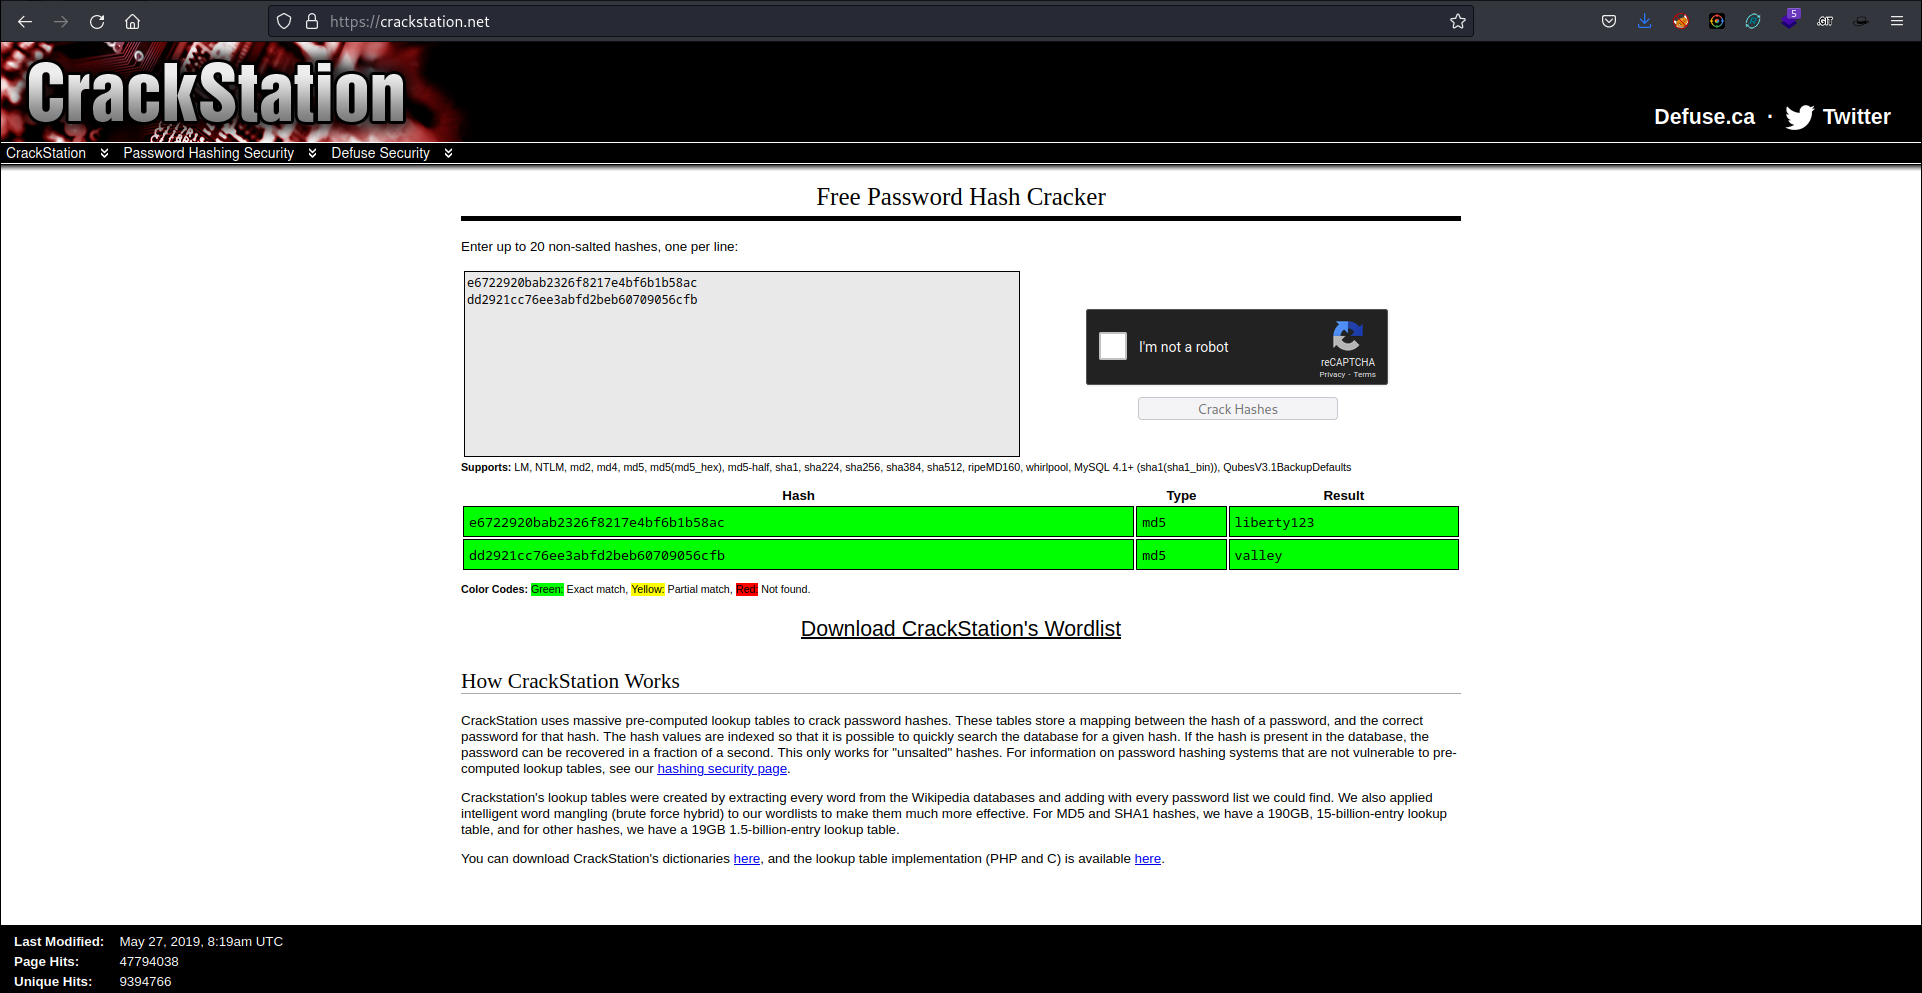 https://crackstation.net
5
.GIT
CrackStation
Defuse.ca · Twitter
CrackStation Password Hashing Security Defuse Security
Free Password Hash Cracker
Enter up to 20 non-salted hashes, one per line:
e6722920bab2326f8217e4bf6b1b58ac
dd2921cc76ee3abfd2beb60709056cfb
I'm not a robot
reCAPTCHA
Privacy - Terms
Crack Hashes
Supports: LM, NTLM, md2, md4, md5, md5(md5_hex), md5-half, sha1, sha224, sha256, sha384, sha512, ripeMD160, whirlpool, MySQL 4.1+ (sha1(sha1_bin)), QubesV3.1BackupDefaults
Hash Type Result
e6722920bab2326f8217e4bf6b1b58ac md5 liberty123
dd2921cc76ee3abfd2beb60709056cfb md5 valley
Color Codes: Green: Exact match, Yellow: Partial match, Red: Not found.
Download CrackStation's Wordlist
How CrackStation Works
CrackStation uses massive pre-computed lookup tables to crack password hashes. These tables store a mapping between the hash of a password, and the correct
password for that hash. The hash values are indexed so that it is possible to quickly search the database for a given hash. If the hash is present in the database, the
password can be recovered in a fraction of a second. This only works for "unsalted" hashes. For information on password hashing systems that are not vulnerable to pre-
computed lookup tables, see our hashing security page.
Crackstation's lookup tables were created by extracting every word from the Wikipedia databases and adding with every password list we could find. We also applied
intelligent word mangling (brute force hybrid) to our wordlists to make them much more effective. For MD5 and SHA1 hashes, we have a 190GB, 15-billion-entry lookup
table, and for other hashes, we have a 19GB 1.5-billion-entry lookup table.
You can download CrackStation's dictionaries here, and the lookup table implementation (PHP and C) is available here.
Last Modified: May 27, 2019, 8:19am UTC
Page Hits: 47794038
Unique Hits: 9394766